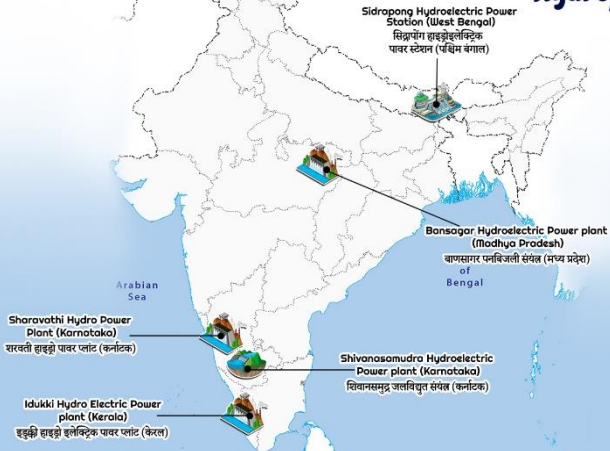 Sidrapong Hydroelectric Power
Station (West Bengal)
सिद्रापोंग हाइड्रोइलेक्ट्रिक
पावर स्टेशन (पश्चिम बंगाल)
Bansagar Hydroelectric Power plant
(Madhya Pradesh)
बाणसागर पनबिजली संयंत्र (मध्य प्रदेश)
of
Bengal
Arabian
Sea
Sharavathi Hydro Power
Plant (Karnataka)
शरवती हाइड्रो पावर प्लांट (कर्नाटक)
Shivanasamudra Hydroelectric
Power plant (Karnataka)
शिवानसमुद्र जलविद्युत संयंत्र (कर्नाटक)
Idukki Hydro Electric Power
plant (Kerala)
इडुक्की हाइड्रो इलेक्ट्रिक पावर प्लांट (केरल)